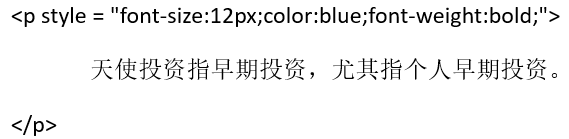 <p style = "font-size:12px;color:blue;font-weight:bold;">
天使投资指早期投资，尤其指个人早期投资。
</p>